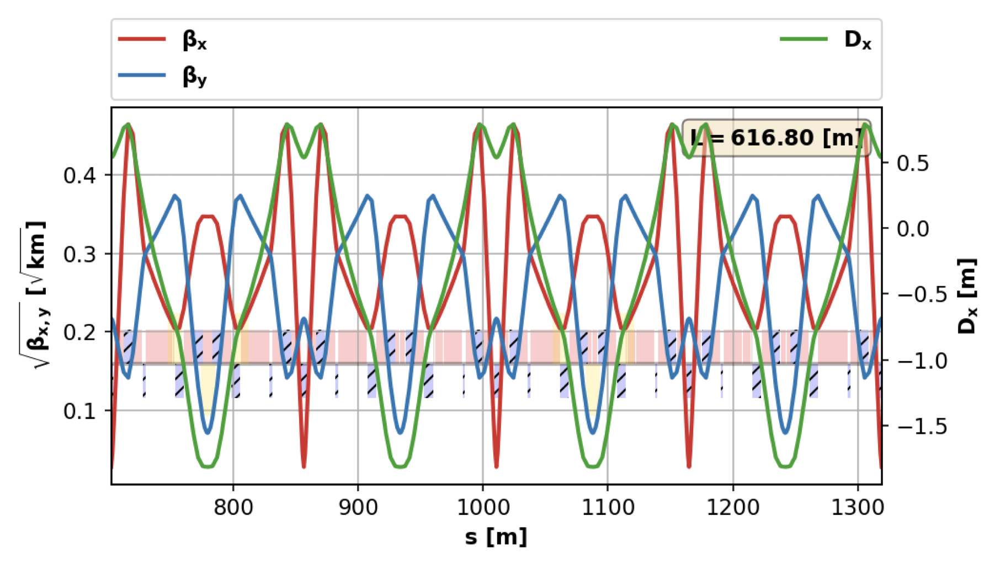 βx
βy
Dx
L = 616.80 [m]
0.4
0.3
0.2
0.1
√βx,y [√km]
0.5
0.0
−0.5
−1.0
−1.5
Dx [m]
800 900 1000 1100 1200 1300
s [m]